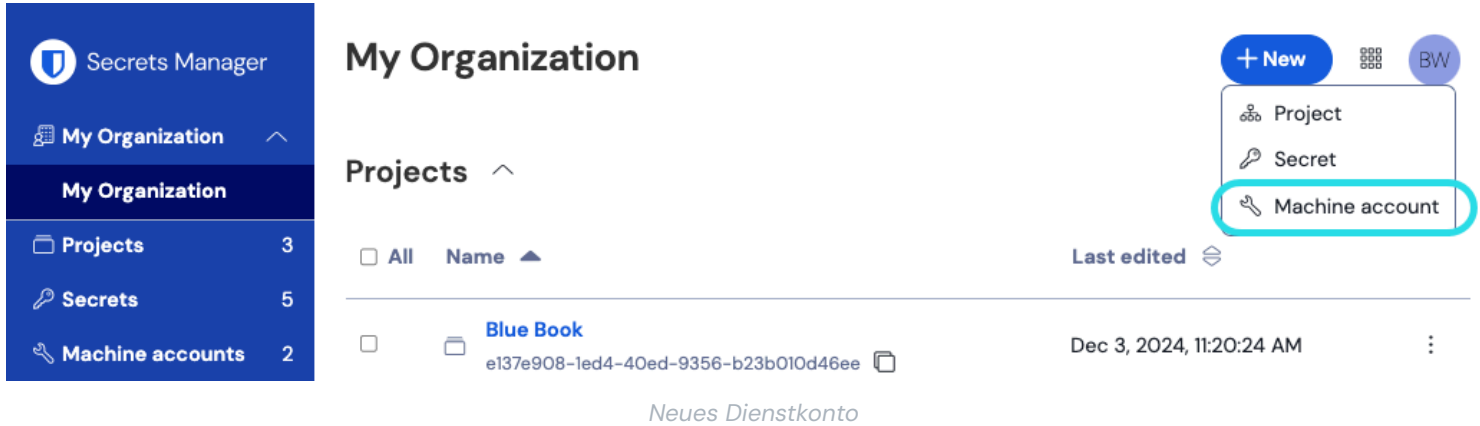 Secrets Manager
My Organization
My Organization
Projects 3
Secrets 5
Machine accounts 2
My Organization
+ New
BW
Project
Secret
Machine account
Projects
All Name Last edited
Blue Book
e137e908-1ed4-40ed-9356-b23b010d46ee
Dec 3, 2024, 11:20:24 AM
Neues Dienstkonto